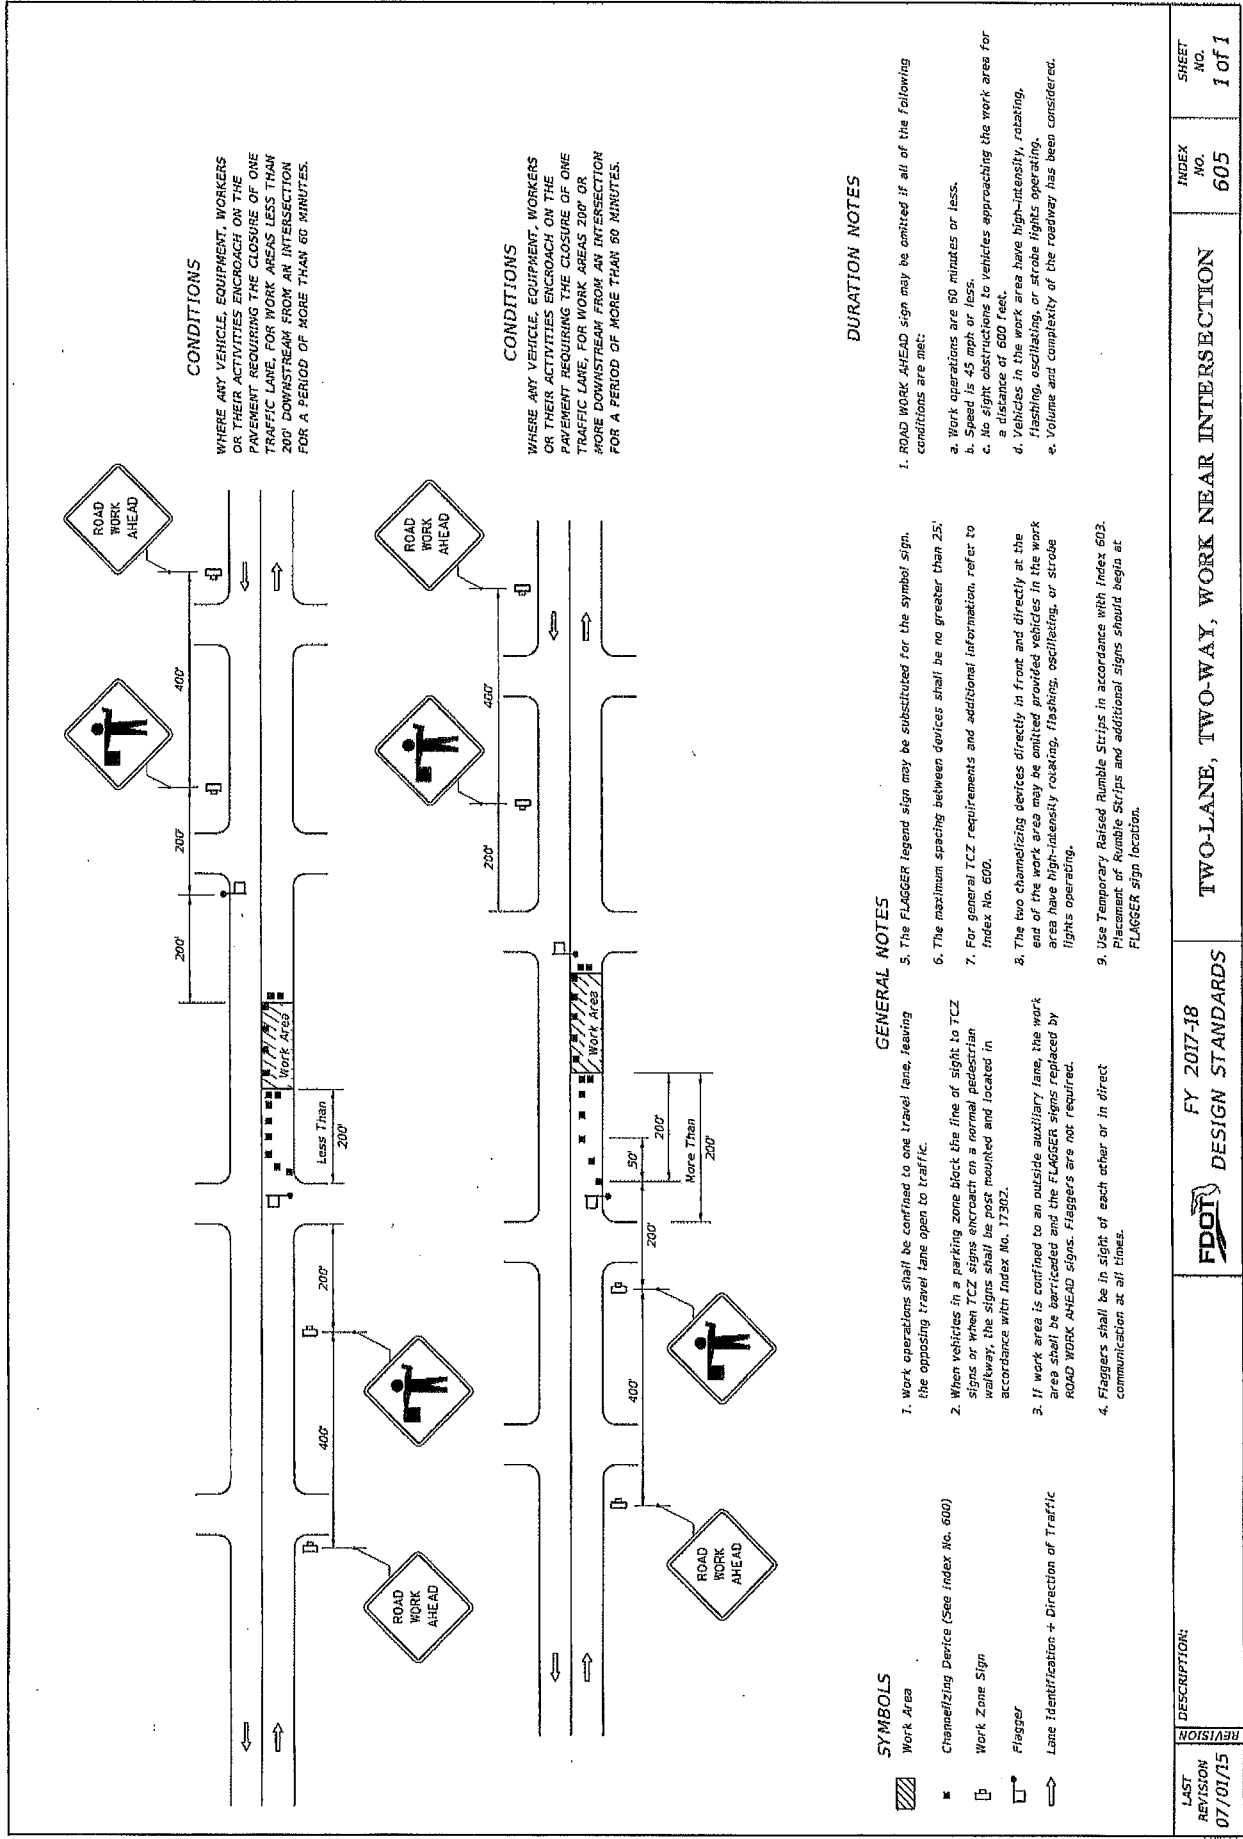 ROAD
WORK
AHEAD
400'
200'
200'
Work Area
Less Than
200'
200'
400'
ROAD
WORK
AHEAD
CONDITIONS
WHERE ANY VEHICLE, EQUIPMENT, WORKERS
OR THEIR ACTIVITIES ENCROACH ON THE
PAVEMENT REQUIRING THE CLOSURE OF ONE
TRAFFIC LANE, FOR WORK AREAS LESS THAN
200' DOWNSTREAM FROM AN INTERSECTION
FOR A PERIOD OF MORE THAN 60 MINUTES.
ROAD
WORK
AHEAD
400'
200'
Work Area
50'
200'
More Than
200'
200'
400'
ROAD
WORK
AHEAD
CONDITIONS
WHERE ANY VEHICLE, EQUIPMENT, WORKERS
OR THEIR ACTIVITIES ENCROACH ON THE
PAVEMENT REQUIRING THE CLOSURE OF ONE
TRAFFIC LANE, FOR WORK AREAS 200' OR
MORE DOWNSTREAM FROM AN INTERSECTION
FOR A PERIOD OF MORE THAN 60 MINUTES.
SYMBOLS
Work Area
Channelizing Device (See Index No. 600)
Work Zone Sign
Flagger
Lane Identification + Direction of Traffic
GENERAL NOTES
1. Work operations shall be confined to one travel lane, leaving
the opposing travel lane open to traffic.
2. When vehicles in a parking zone block the line of sight to TCZ
signs or when TCZ signs encroach on a normal pedestrian
walkway, the signs shall be post mounted and located in
accordance with Index No. 17302.
3. If work area is confined to an outside auxiliary lane, the work
area shall be barricaded and the FLAGGER signs replaced by
ROAD WORK AHEAD signs. Flaggers are not required.
4. Flaggers shall be in sight of each other or in direct
communication at all times.
5. The FLAGGER legend sign may be substituted for the symbol sign.
6. The maximum spacing between devices shall be no greater than 25'.
7. For general TCZ requirements and additional information, refer to
Index No. 600.
8. The two channelizing devices directly in front and directly at the
end of the work area may be omitted provided vehicles in the work
area have high-intensity rotating, flashing, oscillating, or strobe
lights operating.
9. Use Temporary Raised Rumble Strips in accordance with Index 603.
Placement of Rumble Strips and additional signs should begin at
FLAGGER sign location.
DURATION NOTES
1. ROAD WORK AHEAD sign may be omitted if all of the following
conditions are met:
a. Work operations are 60 minutes or less.
b. Speed is 45 mph or less.
c. No sight obstructions to vehicles approaching the work area for
a distance of 600 feet.
d. Vehicles in the work area have high-intensity, rotating,
flashing, oscillating, or strobe lights operating.
e. Volume and complexity of the roadway has been considered.
LAST
REVISION
07/01/15
REVISION
DESCRIPTION:
FDOT
FY 2017-18
DESIGN STANDARDS
TWO-LANE, TWO-WAY, WORK NEAR INTERSECTION
INDEX
NO.
605
SHEET
NO.
1 of 1